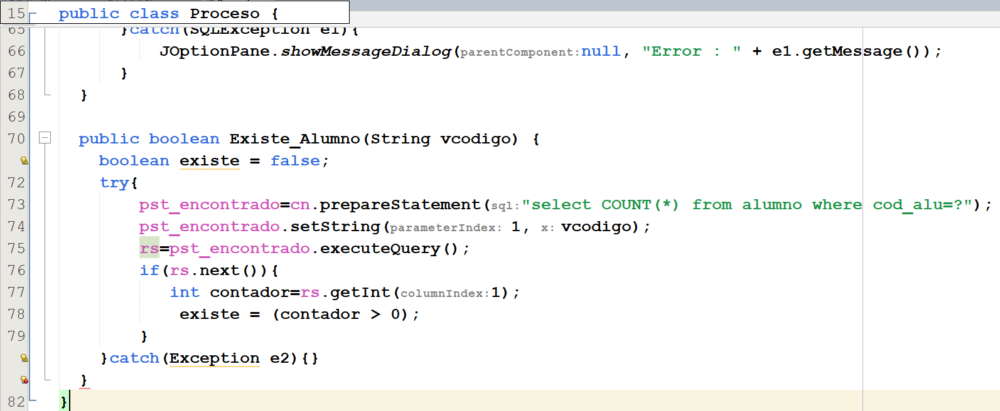 15 public class Proceso {
65 }catch(SQLException e1){
66 JOptionPane.showMessageDialog(parentComponent:null, "Error : " + e1.getMessage());
67 }
68 }
69
70 public boolean Existe_Alumno(String vcodigo) {
boolean existe = false;
72 try{
73 pst_encontrado=cn.prepareStatement(sql:"select COUNT(*) from alumno where cod_alu=?");
74 pst_encontrado.setString(parameterIndex: 1, x: vcodigo);
75 rs=pst_encontrado.executeQuery();
76 if(rs.next()){
77 int contador=rs.getInt(columnIndex:1);
78 existe = (contador > 0);
79 }
}catch(Exception e2){}
}
82 }